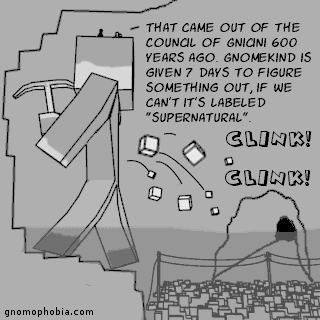 THAT CAME OUT OF THE
COUNCIL OF GNICINI 600
YEARS AGO. GNOMEKIND IS
GIVEN 7 DAYS TO FIGURE
SOMETHING OUT, IF WE
CAN'T IT'S LABELED
"SUPERNATURAL".
CLINK!
CLINK!
gnomophobia.com